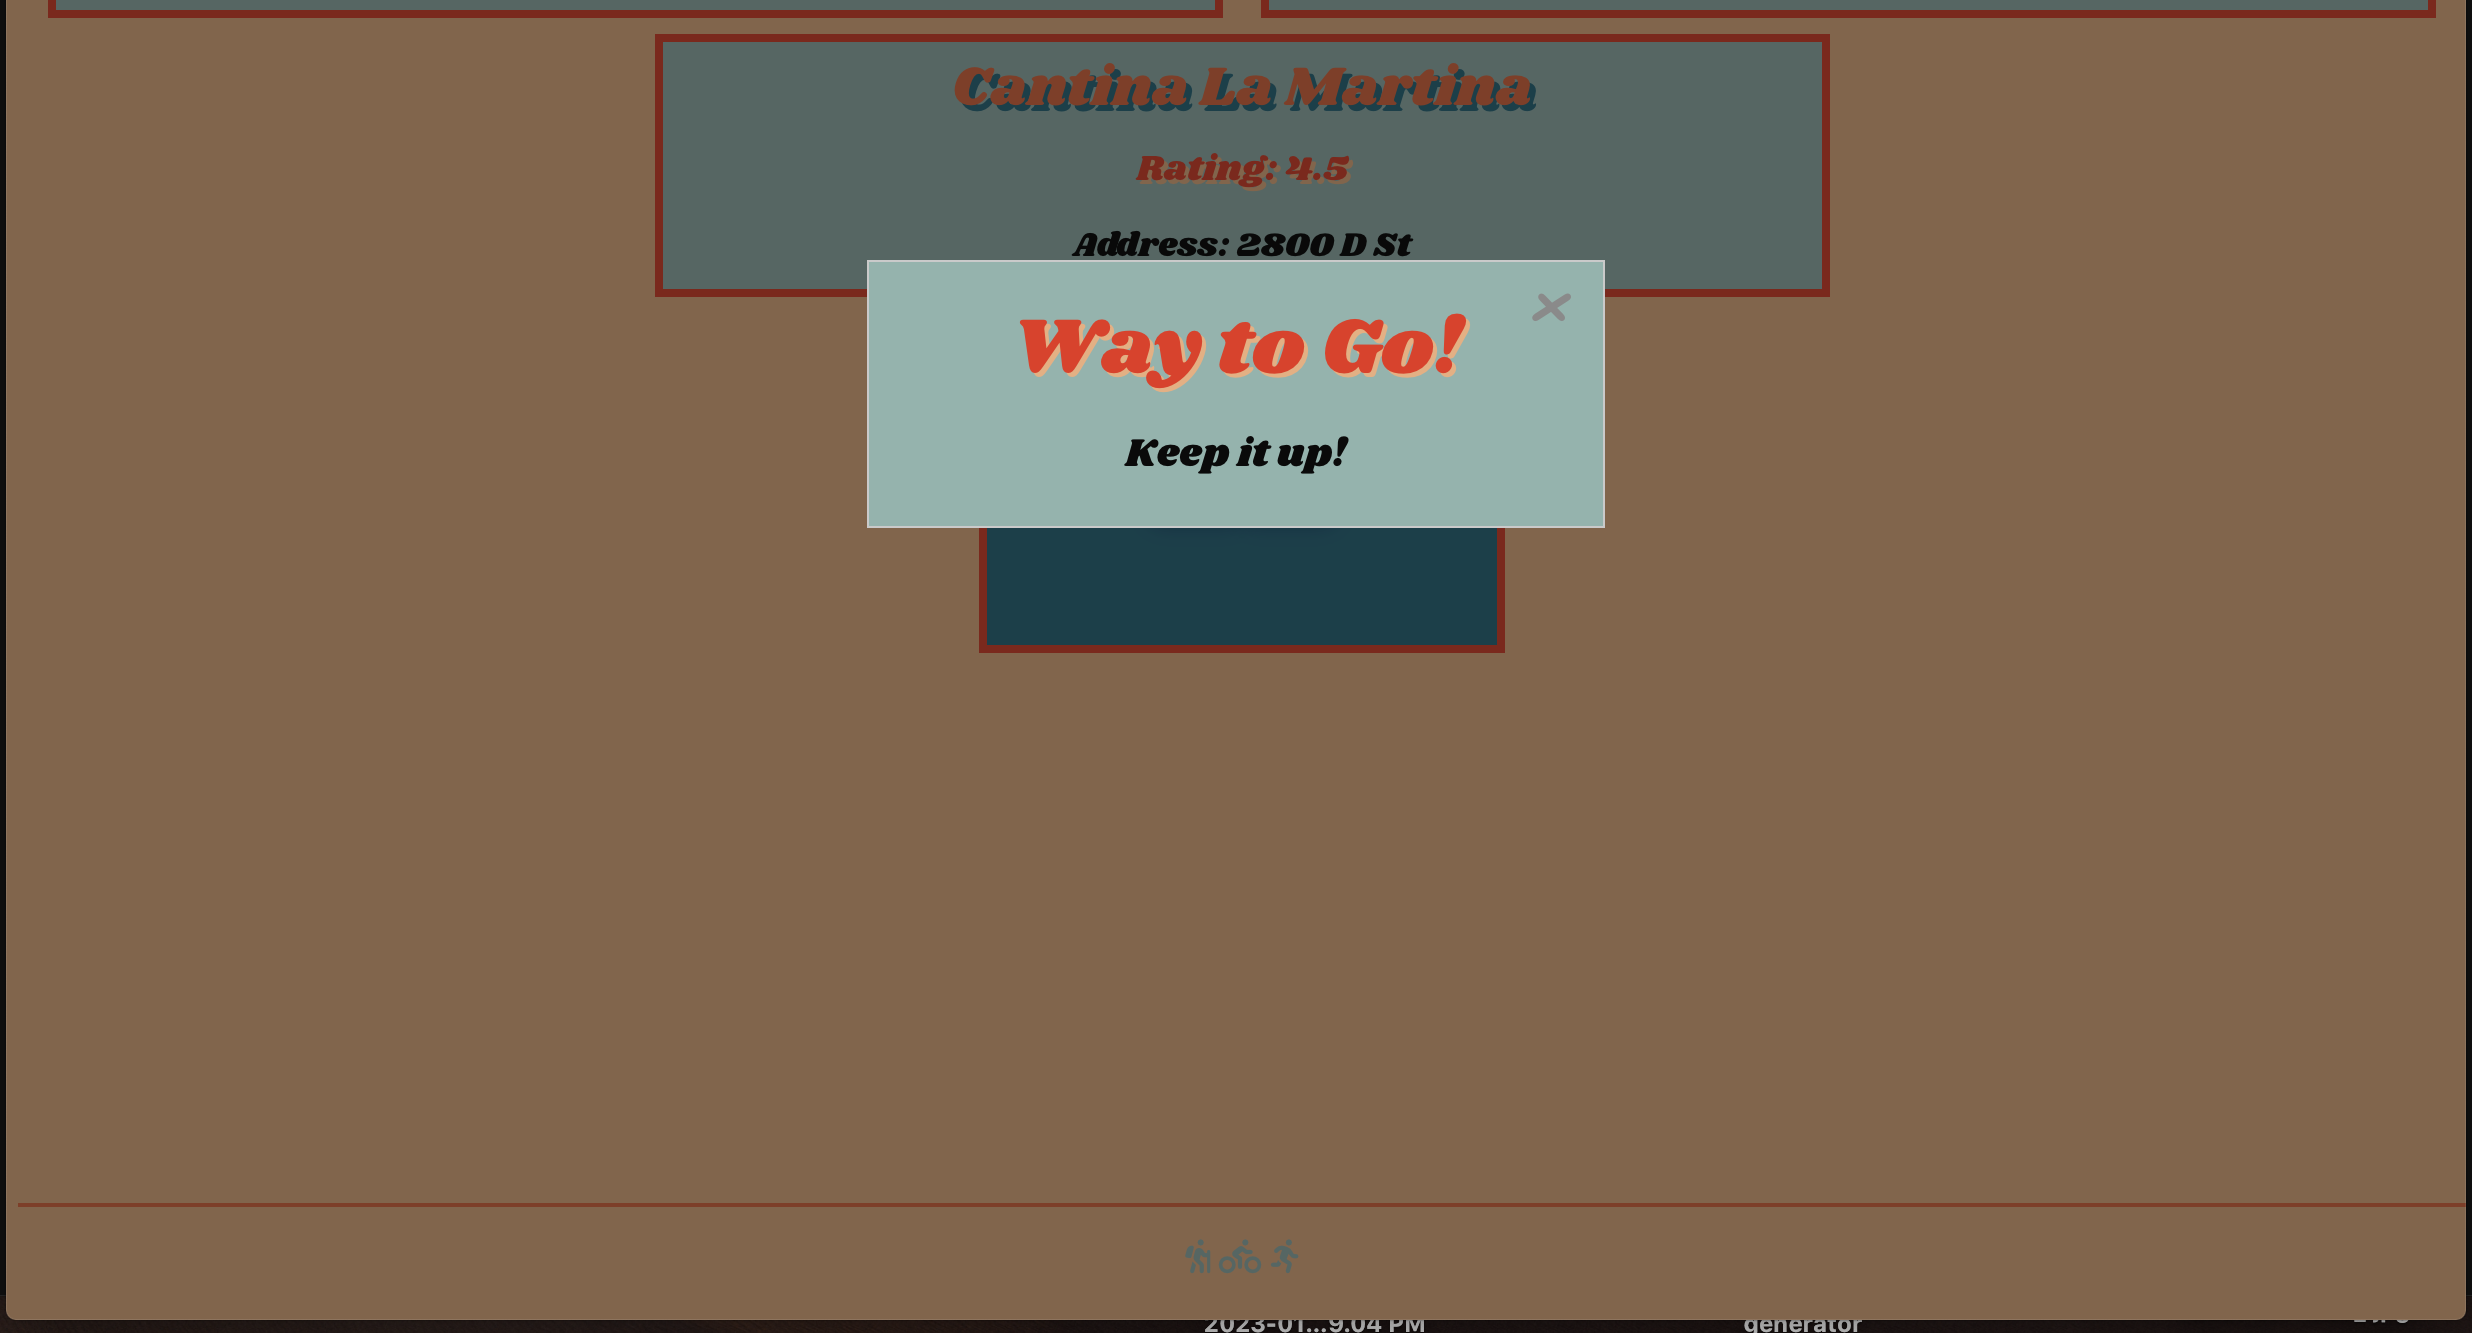 Cantina La Martina
Rating: 4.5
Address: 2800 D St
Way to Go!
Keep it up!
2023-01...9.04 PM
generator